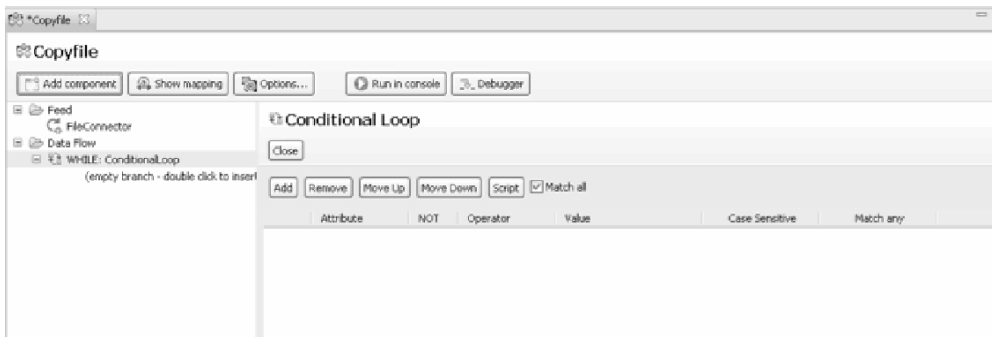 *Copyfile
Copyfile
Add component Show mapping Options... Run in console Debugger
Feed
FileConnector
Data Flow
WHILE: ConditionalLoop
(empty branch - double click to insert
Conditional Loop
Close
Add Remove Move Up Move Down Script Match all
Attribute NOT Operator Value Case Sensitive Match any